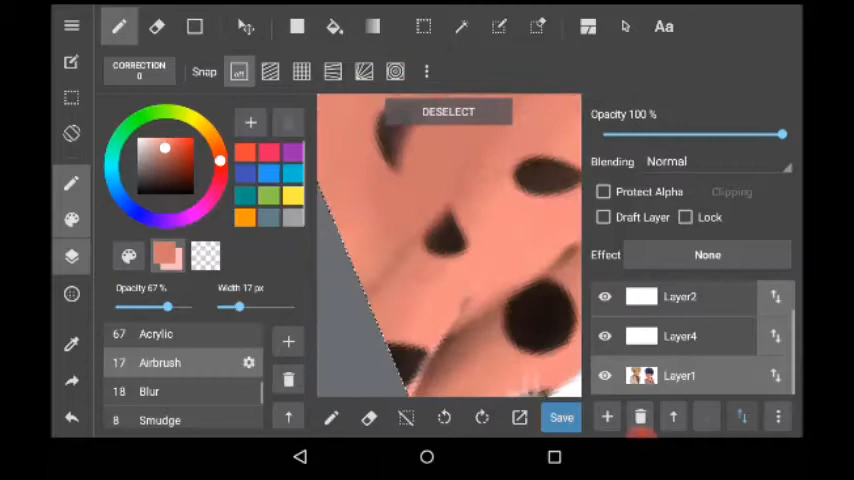 Aa
CORRECTION
0
Snap
off
DESELECT
Opacity 100 %
Blending
Normal
Protect Alpha
Clipping
Draft Layer
Lock
Effect
None
Opacity 67 %
Width 17 px
67 Acrylic
17 Airbrush
18 Blur
8 Smudge
Layer2
Layer4
Layer1
Save